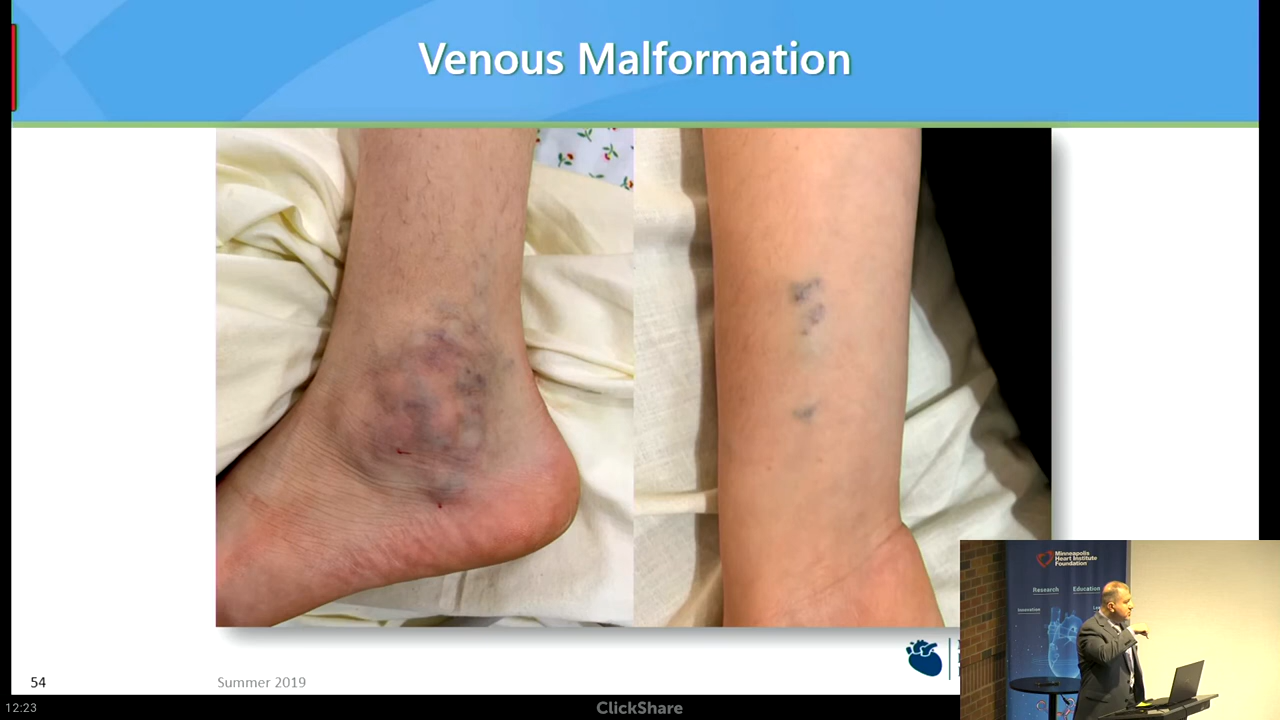 Venous Malformation
Minneapolis
Heart Institute
Foundation
Research
Education
Innovation
54
Summer 2019
12:23
ClickShare